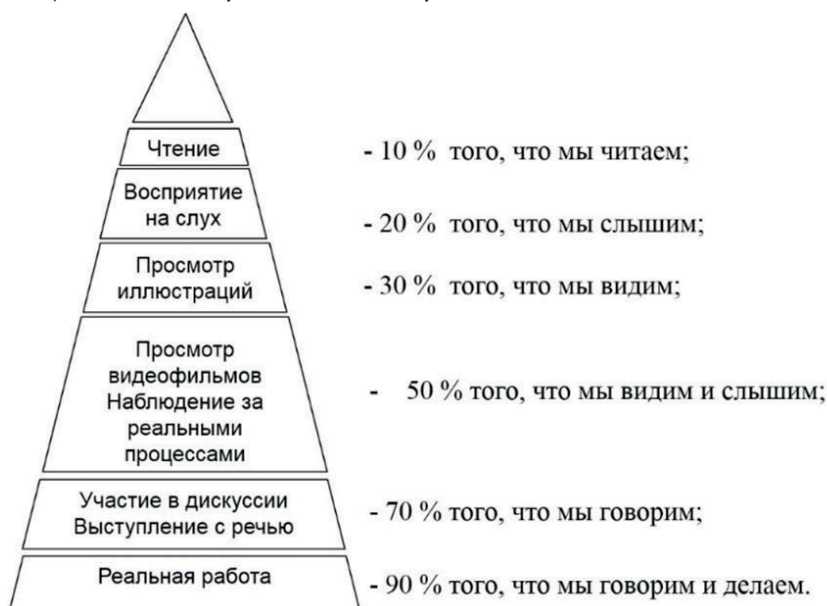 Чтение
- 10 % того, что мы читаем;
Восприятие
на слух
- 20 % того, что мы слышим;
Просмотр
иллюстраций
- 30 % того, что мы видим;
Просмотр
видеофильмов
Наблюдение за
реальными
процессами
- 50 % того, что мы видим и слышим;
Участие в дискуссии
Выступление с речью
- 70 % того, что мы говорим;
Реальная работа
- 90 % того, что мы говорим и делаем.